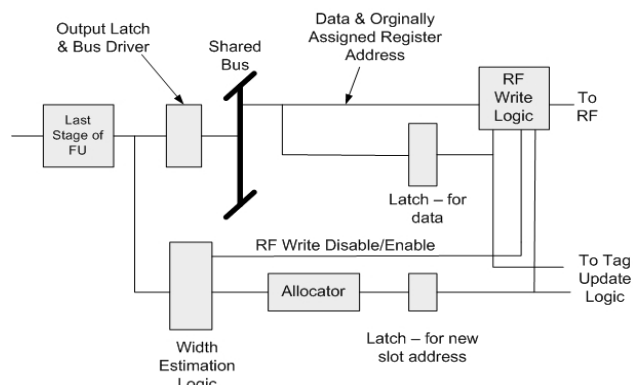 Output Latch
& Bus Driver
Shared
Bus
Data & Orginally
Assigned Register
Address
Last
Stage of
FU
RF
Write
Logic
To
RF
Latch – for
data
RF Write Disable/Enable
To Tag
Update
Logic
Allocator
Width
Estimation
Logic
Latch – for new
slot address